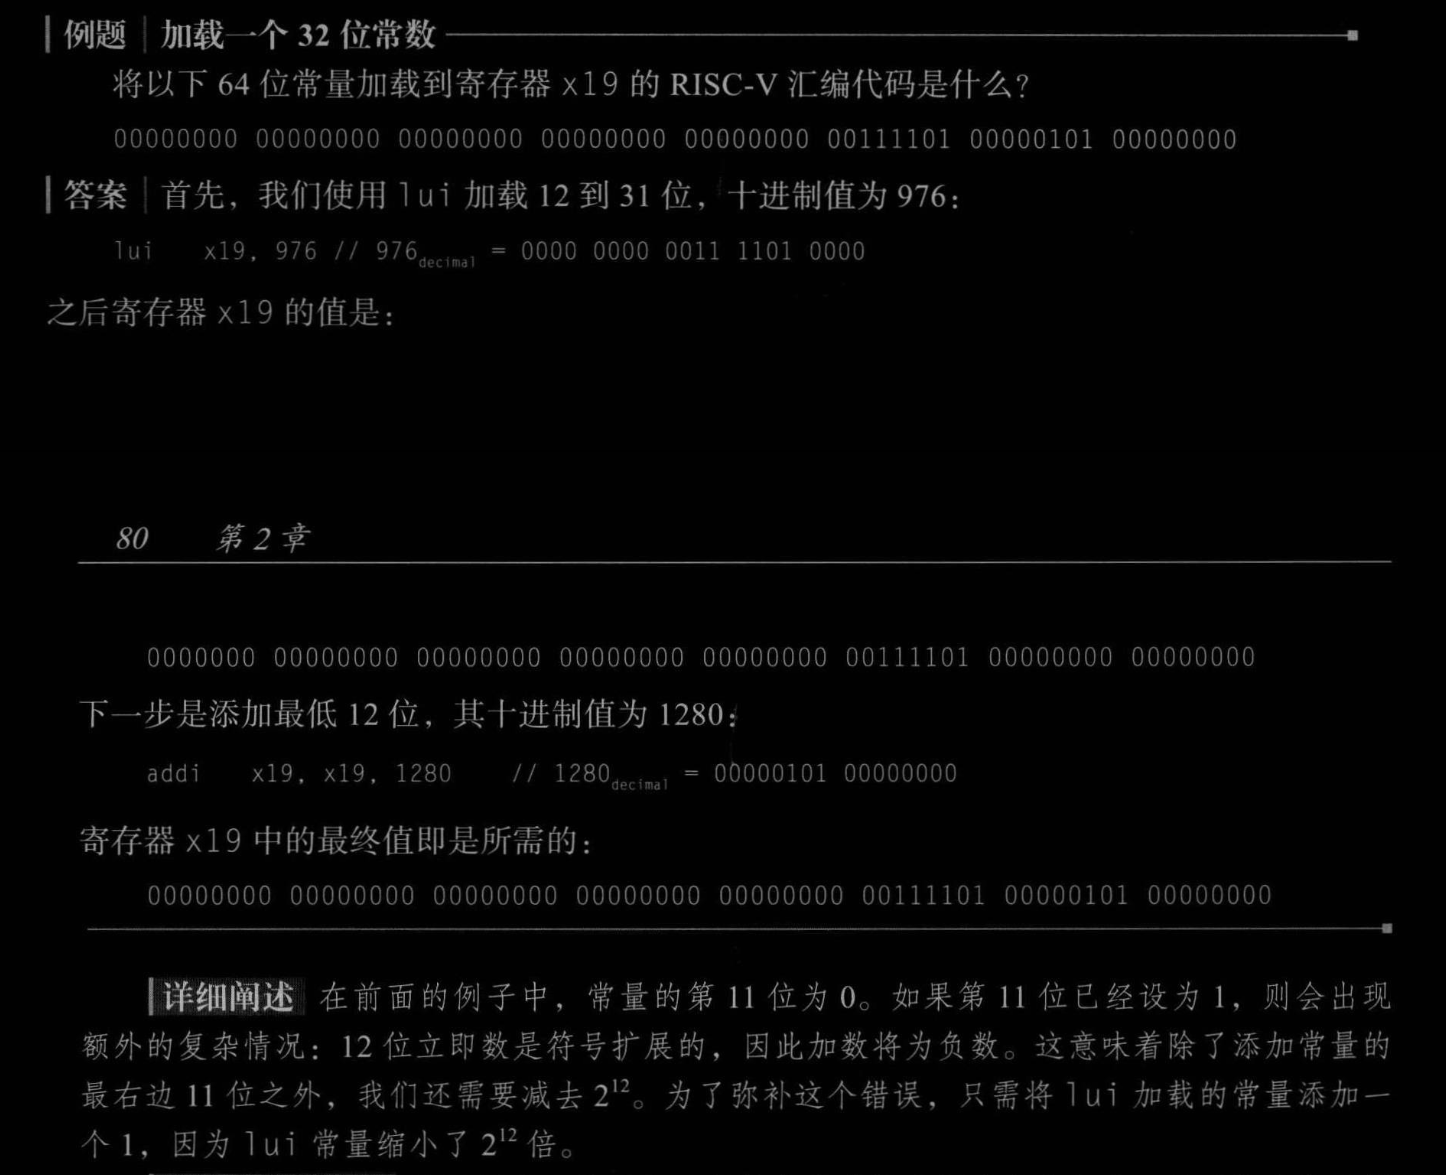 例题 加载一个 32 位常数
将以下 64 位常量加载到寄存器 x19 的 RISC-V 汇编代码是什么？
00000000 00000000 00000000 00000000 00000000 00111101 00000101 00000000
答案 首先，我们使用 lui 加载 12 到 31 位，十进制值为 976：
lui x19, 976 // 976decimal = 0000 0000 0011 1101 0000
之后寄存器 x19 的值是：
80 第 2 章
0000000 00000000 00000000 00000000 00000000 00111101 00000000 00000000
下一步是添加最低 12 位，其十进制值为 1280：
addi x19, x19, 1280 // 1280decimal = 00000101 00000000
寄存器 x19 中的最终值即是所需的：
00000000 00000000 00000000 00000000 00000000 00111101 00000101 00000000
详细阐述 在前面的例子中，常量的第 11 位为 0。如果第 11 位已经设为 1，则会出现
额外的复杂情况：12 位立即数是符号扩展的，因此加数将为负数。这意味着除了添加常量的
最右边 11 位之外，我们还需要减去 2¹²。为了弥补这个错误，只需将 lui 加载的常量添加一
个 1，因为 lui 常量缩小了 2¹² 倍。